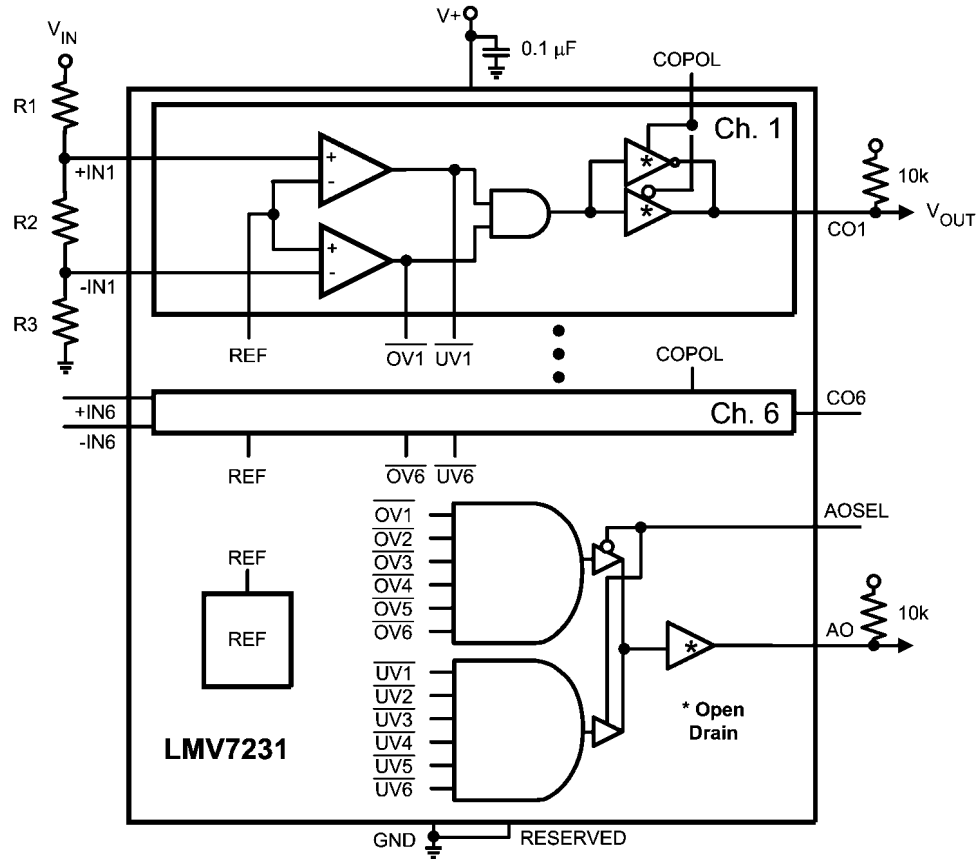 V+
VIN
0.1 µF
COPOL
R1
Ch. 1
+IN1
+
-
*
10k
R2
*
VOUT
CO1
+
-
-IN1
R3
REF
OV1
UV1
COPOL
+IN6
Ch. 6
CO6
-IN6
REF
OV6
UV6
OV1
AOSEL
OV2
OV3
REF
OV4
OV5
10k
REF
OV6
AO
*
UV1
UV2
UV3
* Open
Drain
UV4
LMV7231
UV5
UV6
GND
RESERVED